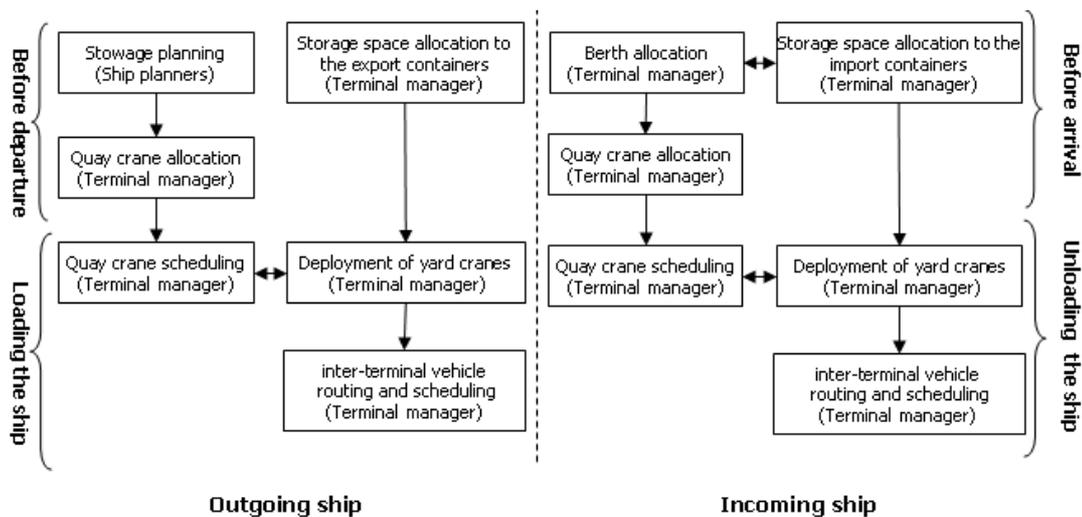 Before departure
Stowage planning
(Ship planners)
Storage space allocation to
the export containers
(Terminal manager)
Quay crane allocation
(Terminal manager)
Loading the ship
Quay crane scheduling
(Terminal manager)
Deployment of yard cranes
(Terminal manager)
inter-terminal vehicle
routing and scheduling
(Terminal manager)
Outgoing ship
Berth allocation
(Terminal manager)
Storage space allocation to the
import containers
(Terminal manager)
Before arrival
Quay crane allocation
(Terminal manager)
Quay crane scheduling
(Terminal manager)
Deployment of yard cranes
(Terminal manager)
Unloading the ship
inter-terminal vehicle
routing and scheduling
(Terminal manager)
Incoming ship